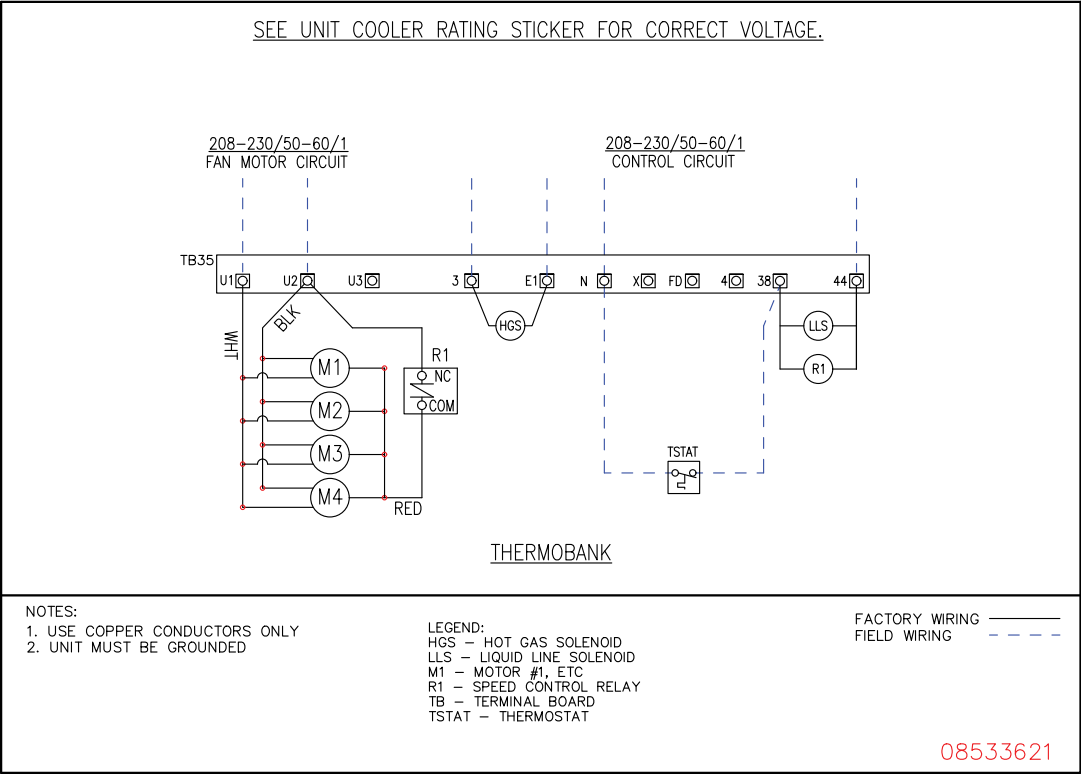 SEE UNIT COOLER RATING STICKER FOR CORRECT VOLTAGE.
208-230/50-60/1
FAN MOTOR CIRCUIT
208-230/50-60/1
CONTROL CIRCUIT
TB35
U1
U2
U3
3
E1
N
X
FD
4
38
44
WHT
BLK
HGS
LLS
R1
R1
NC
COM
M1
M2
M3
M4
RED
TSTAT
THERMOBANK
NOTES:
1. USE COPPER CONDUCTORS ONLY
2. UNIT MUST BE GROUNDED
LEGEND:
HGS - HOT GAS SOLENOID
LLS - LIQUID LINE SOLENOID
M1 - MOTOR #1, ETC
R1 - SPEED CONTROL RELAY
TB - TERMINAL BOARD
TSTAT - THERMOSTAT
FACTORY WIRING
FIELD WIRING
08533621